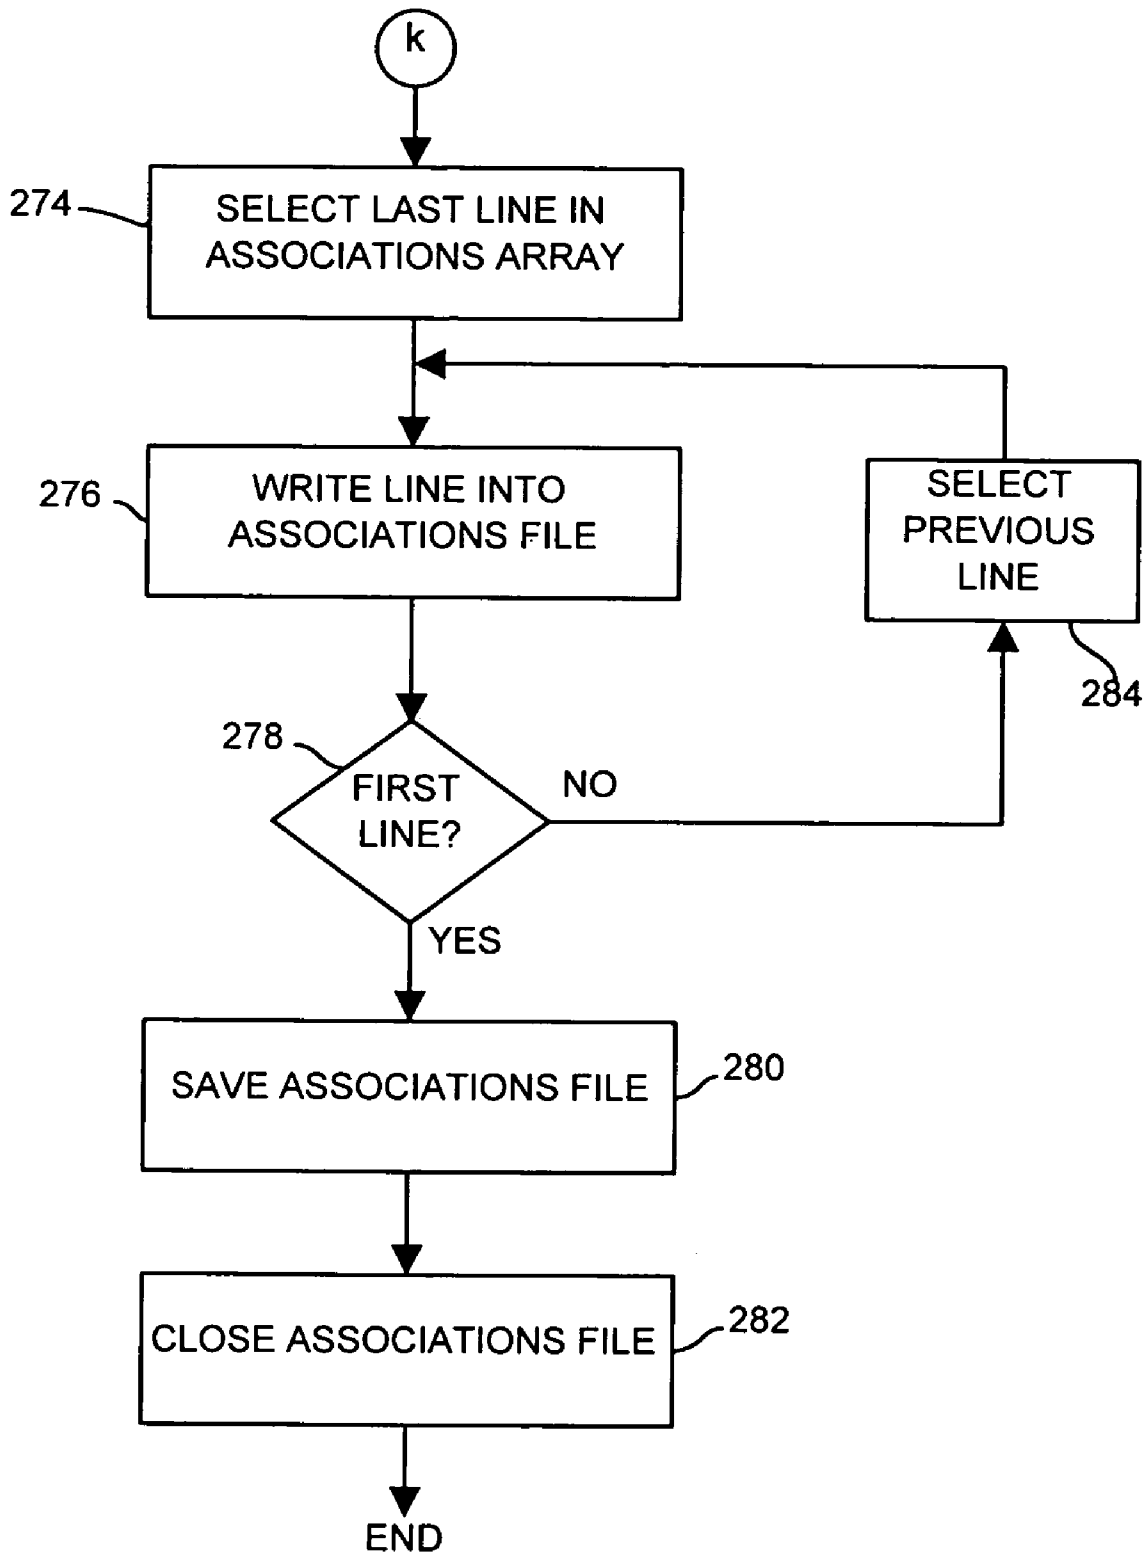 k
274
SELECT LAST LINE IN
ASSOCIATIONS ARRAY
276
WRITE LINE INTO
ASSOCIATIONS FILE
SELECT
PREVIOUS
LINE
284
278
FIRST
LINE?
NO
YES
SAVE ASSOCIATIONS FILE
280
CLOSE ASSOCIATIONS FILE
282
END